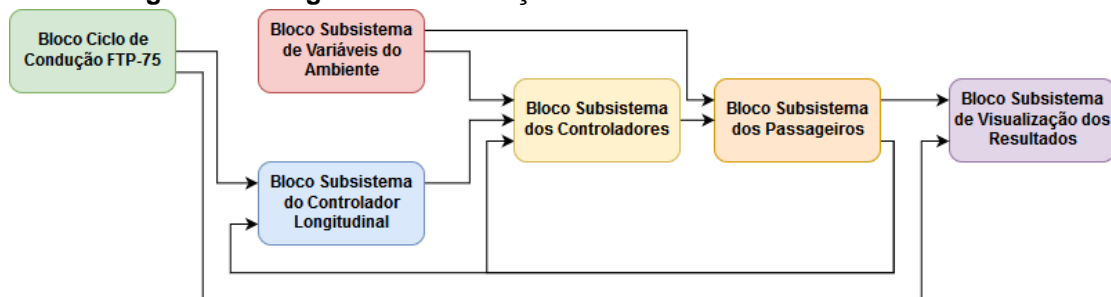 Bloco Ciclo de
Condução FTP-75
Bloco Subsistema
de Variáveis do
Ambiente
Bloco Subsistema
dos Controladores
Bloco Subsistema
dos Passageiros
Bloco Subsistema
de Visualização dos
Resultados
Bloco Subsistema
do Controlador
Longitudinal